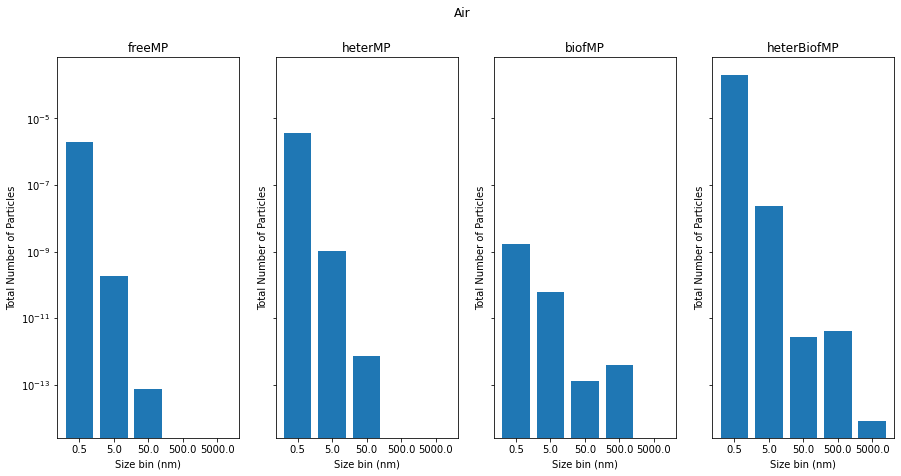 Air
freeMP
heterMP
biofMP
heterBiofMP
Total Number of Particles
10⁻⁵
10⁻⁷
10⁻⁹
10⁻¹¹
10⁻¹³
0.5 5.0 50.0 500.0 5000.0
Size bin (nm)
Total Number of Particles
0.5 5.0 50.0 500.0 5000.0
Size bin (nm)
Total Number of Particles
0.5 5.0 50.0 500.0 5000.0
Size bin (nm)
Total Number of Particles
0.5 5.0 50.0 500.0 5000.0
Size bin (nm)